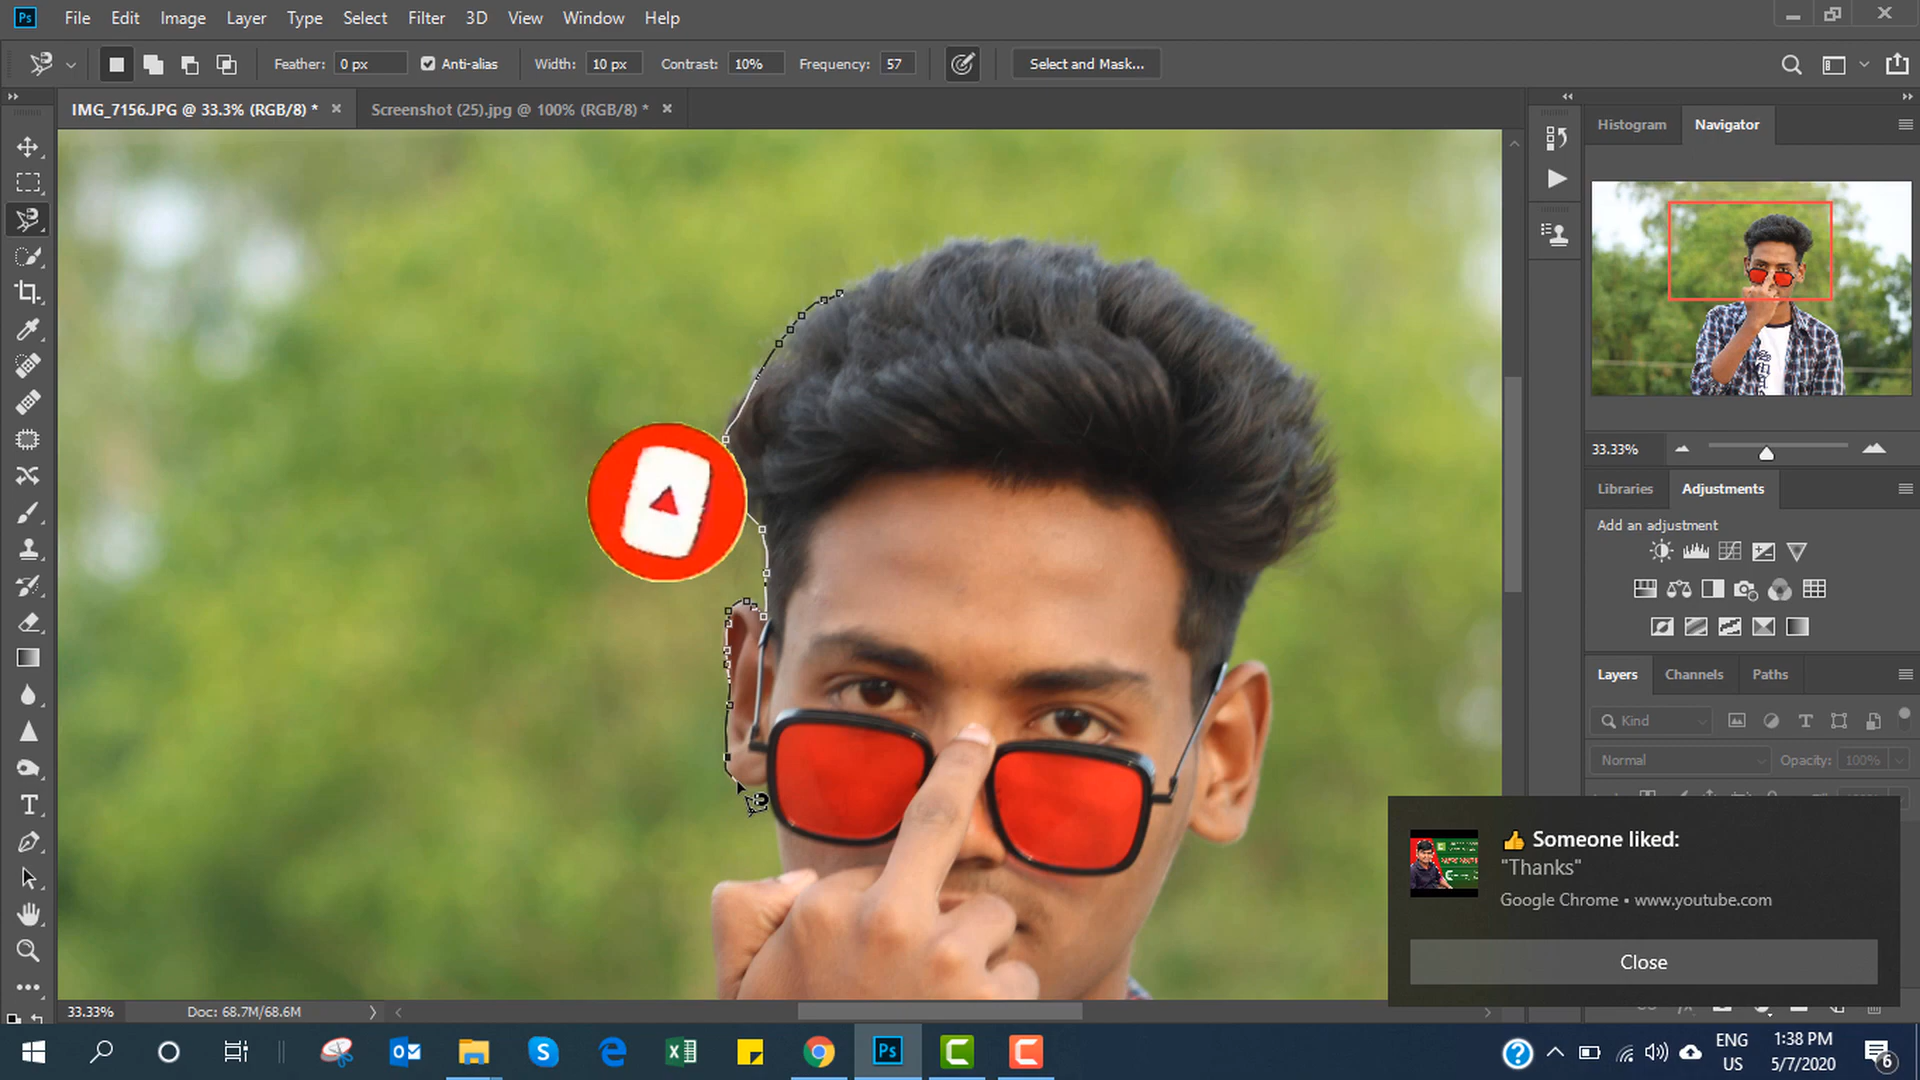 Ps File Edit Image Layer Type Select Filter 3D View Window Help
Feather: 0 px Anti-alias Width: 10 px Contrast: 10% Frequency: 57 Select and Mask...
IMG_7156.JPG @ 33.3% (RGB/8) * Screenshot (25).jpg @ 100% (RGB/8) *
Histogram Navigator
33.33%
Libraries Adjustments
Add an adjustment
Layers Channels Paths
Kind
Normal Opacity: 100%
👍 Someone liked:
"Thanks"
Google Chrome • www.youtube.com
Close
33.33% Doc: 68.7M/68.6M
Ps
ENG
US
1:38 PM
5/7/2020
6